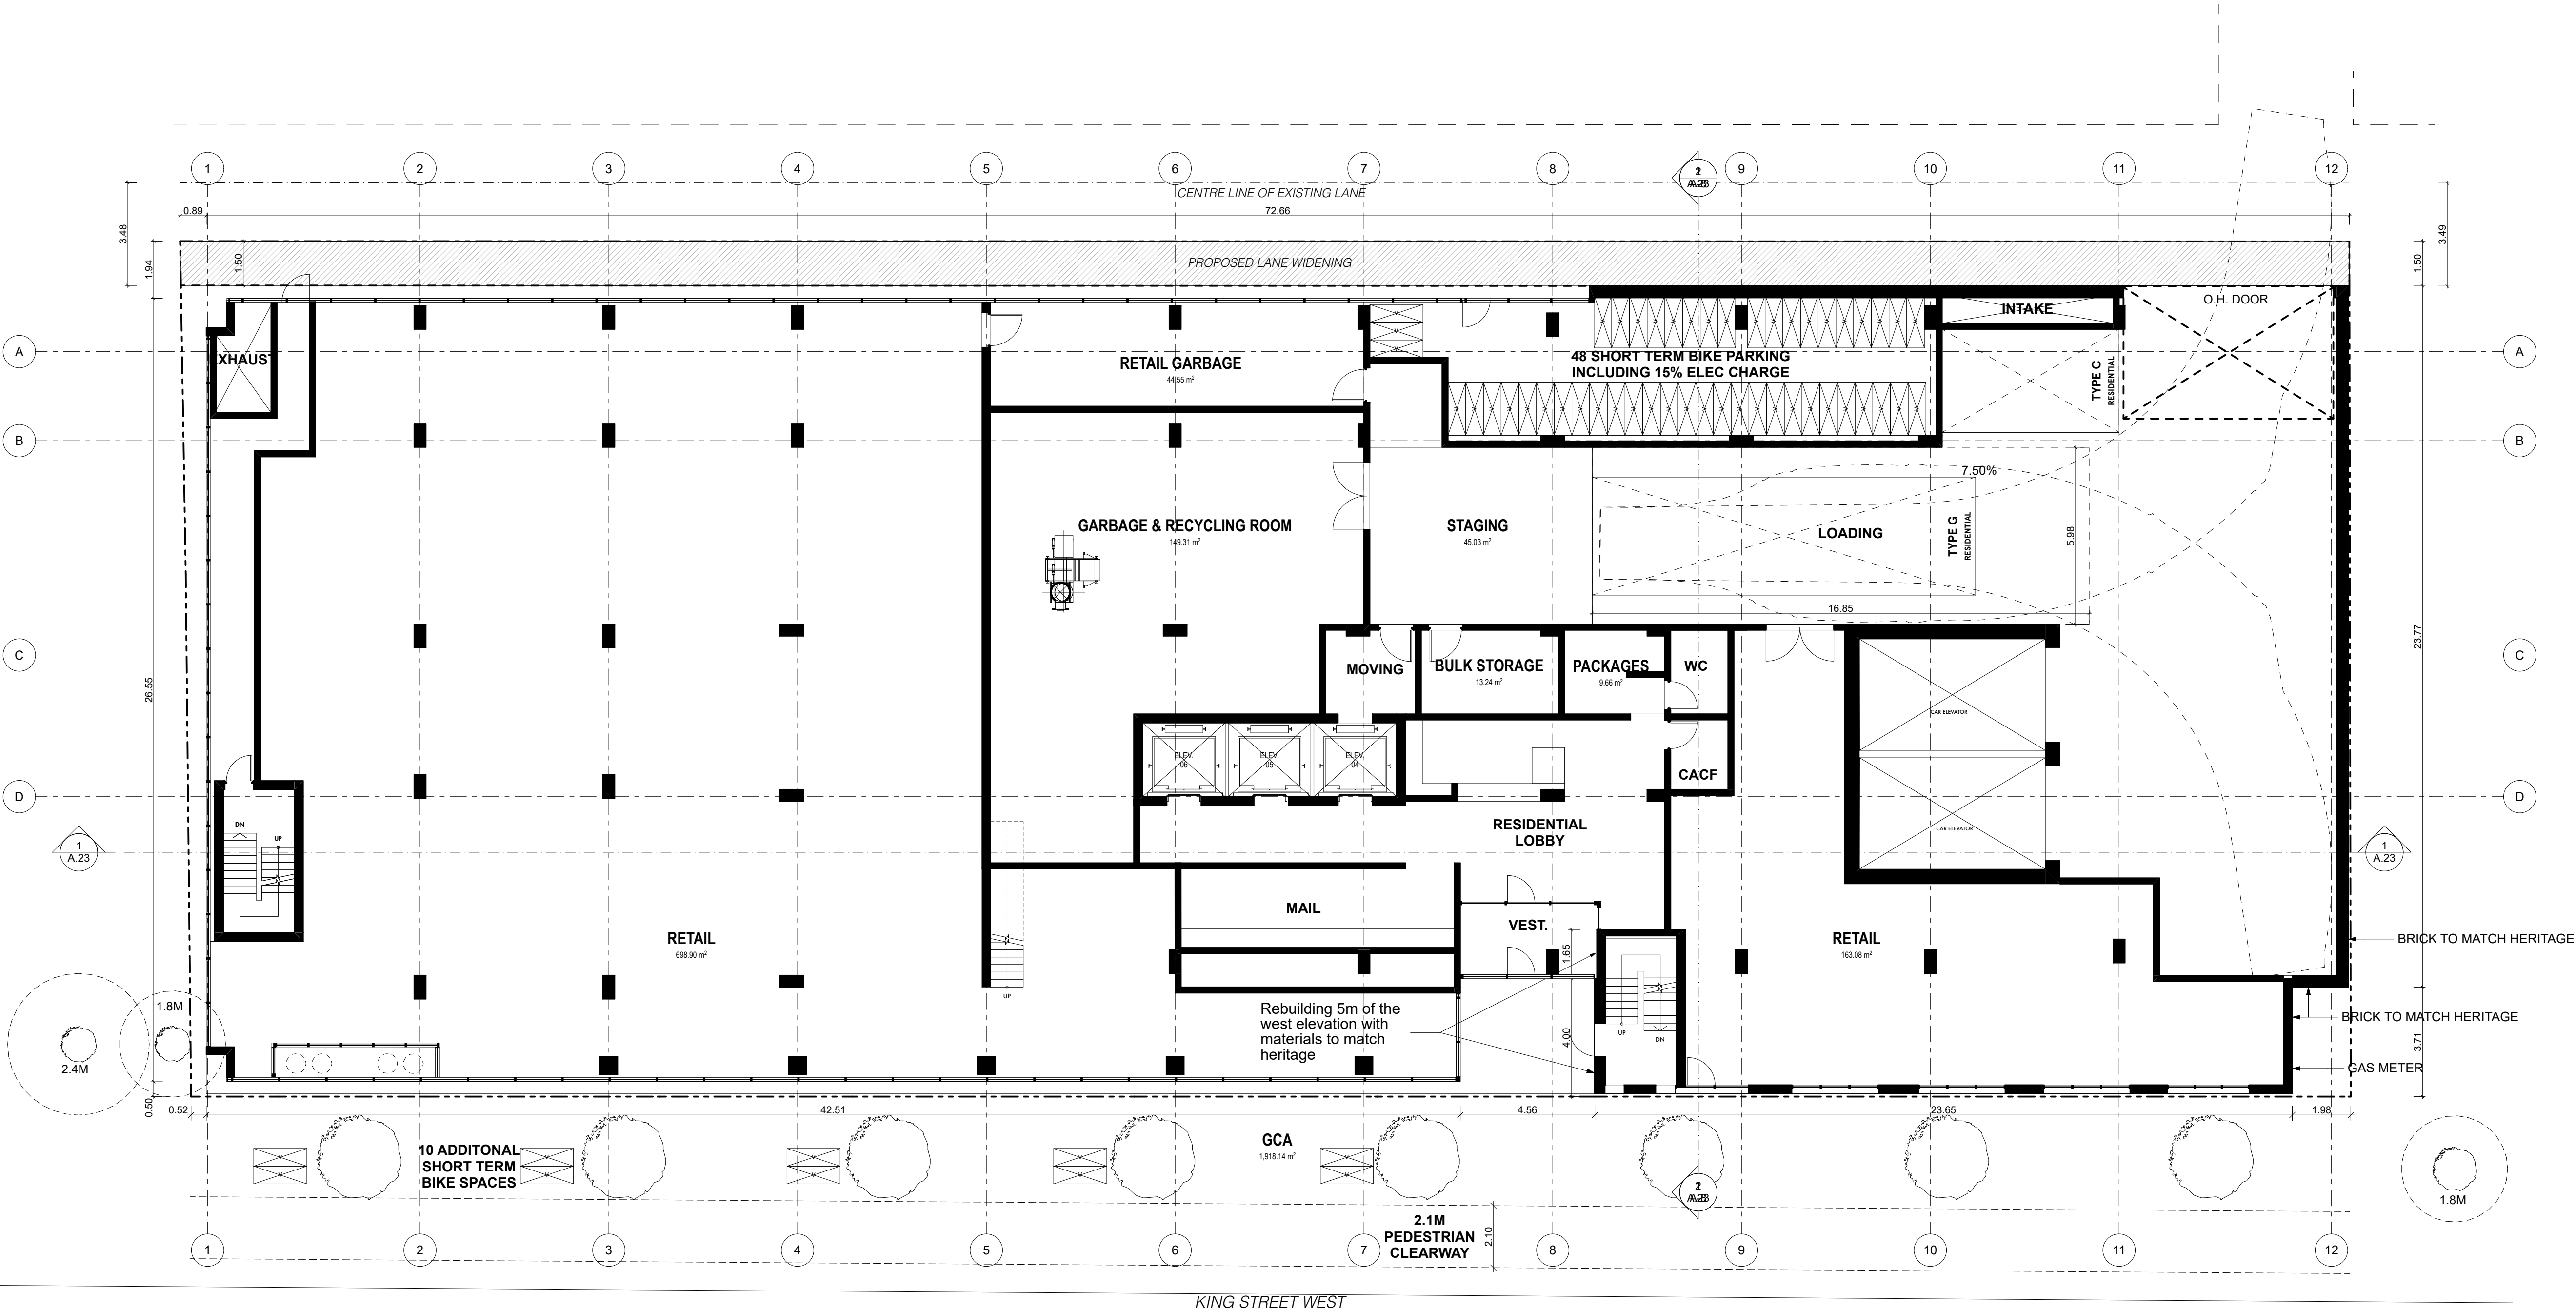 1
2
3
4
5
6
7
8
9
10
11
12
CENTRE LINE OF EXISTING LANE
0.89
72.66
3.48
3.49
1.94
1.50
1.50
PROPOSED LANE WIDENING
O.H. DOOR
INTAKE
EXHAUST
A
A
RETAIL GARBAGE
44.55 m²
48 SHORT TERM BIKE PARKING
INCLUDING 15% ELEC CHARGE
TYPE C
RESIDENTIAL
B
B
7.50%
GARBAGE & RECYCLING ROOM
149.31 m²
STAGING
45.03 m²
LOADING
TYPE G
RESIDENTIAL
5.98
16.85
23.77
26.55
C
C
MOVING
BULK STORAGE
13.24 m²
PACKAGES
9.66 m²
WC
CAR ELEVATOR
ELEV.
06
ELEV.
05
ELEV.
04
CACF
D
D
DN
UP
RESIDENTIAL
LOBBY
CAR ELEVATOR
1
A.23
1
A.23
MAIL
VEST.
RETAIL
698.90 m²
RETAIL
163.08 m²
BRICK TO MATCH HERITAGE
1.65
UP
1.8M
2.4M
Rebuilding 5m of the
west elevation with
materials to match
heritage
4.00
UP
DN
BRICK TO MATCH HERITAGE
3.71
GAS METER
0.50
0.52
42.51
4.56
23.65
1.98
10 ADDITONAL
SHORT TERM
BIKE SPACES
GCA
1,918.14 m²
1.8M
2.1M
PEDESTRIAN
CLEARWAY
2.10
1
2
3
4
5
6
7
8
9
10
11
12
KING STREET WEST